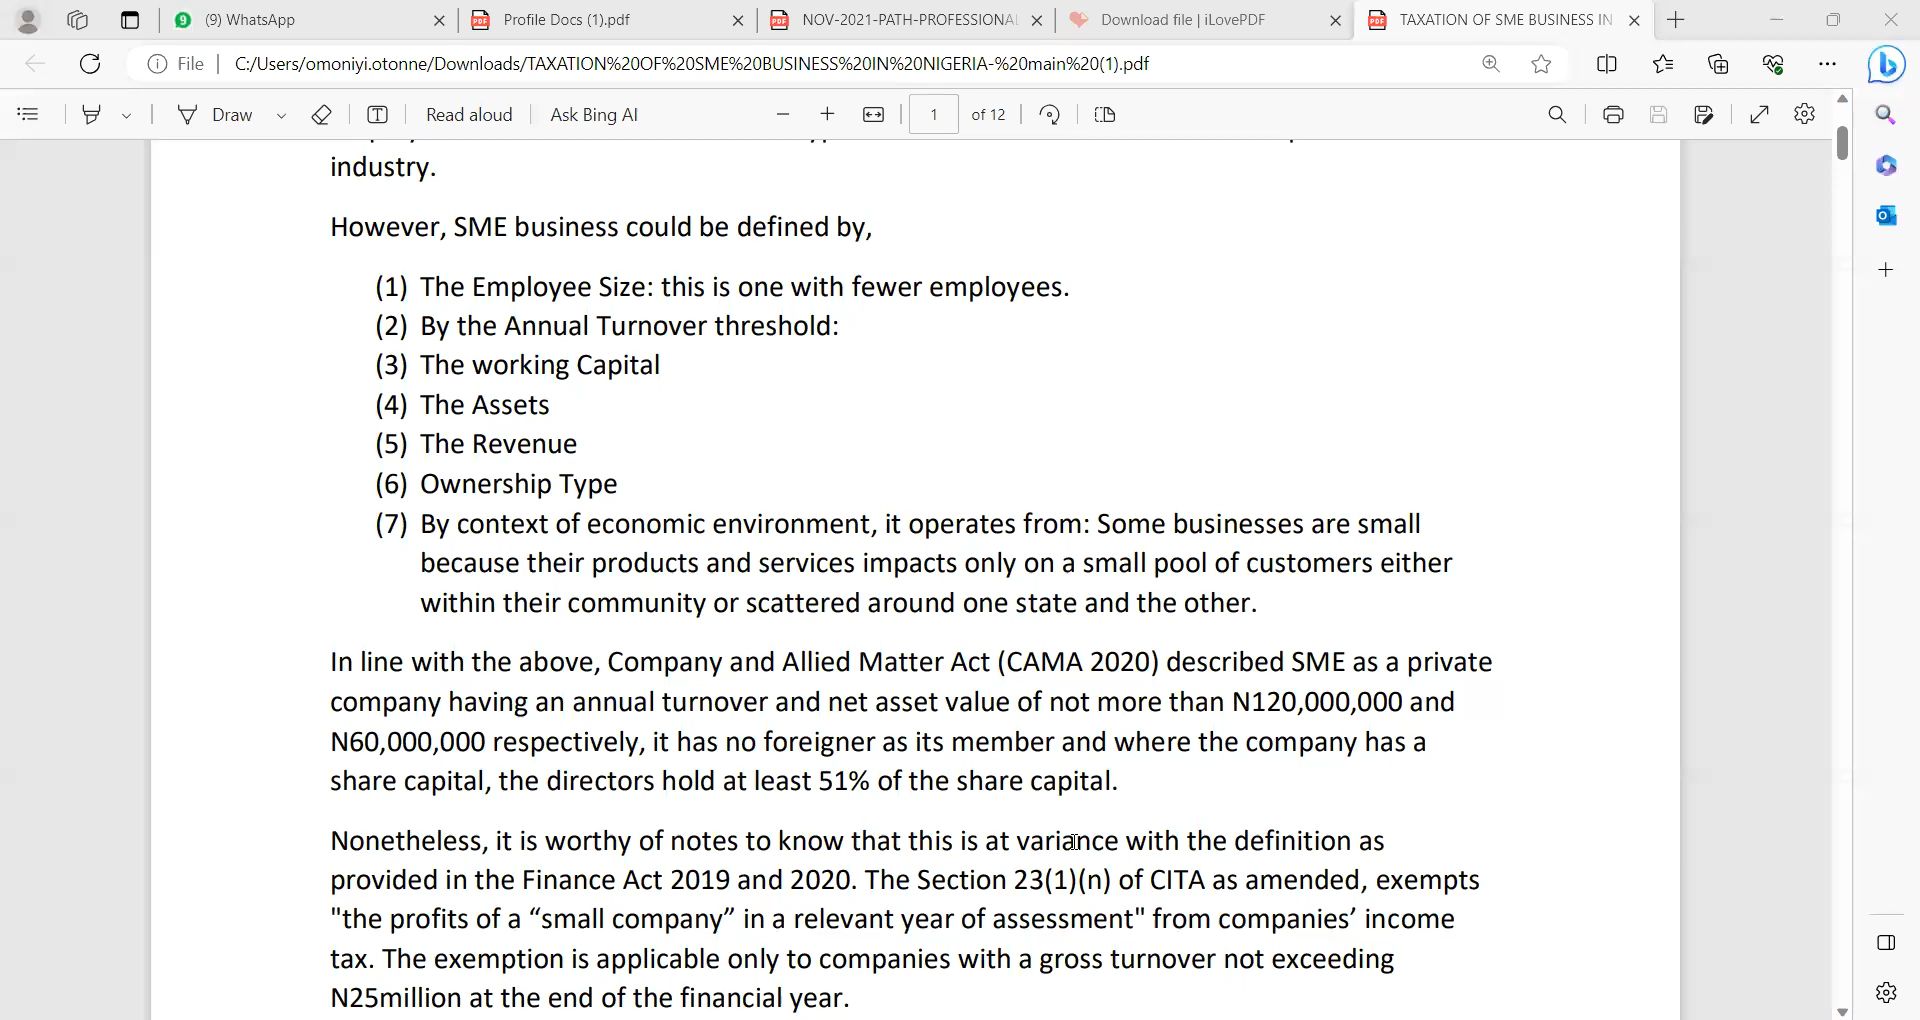 (9) WhatsApp
Profile Docs (1).pdf
NOV-2021-PATH-PROFESSIONAL
Download file | iLovePDF
TAXATION OF SME BUSINESS IN
File
C:/Users/omoniyi.otonne/Downloads/TAXATION%20OF%20SME%20BUSINESS%20IN%20NIGERIA-%20main%20(1).pdf
Draw
Read aloud
Ask Bing AI
1
of 12
industry.
However, SME business could be defined by,
(1) The Employee Size: this is one with fewer employees.
(2) By the Annual Turnover threshold:
(3) The working Capital
(4) The Assets
(5) The Revenue
(6) Ownership Type
(7) By context of economic environment, it operates from: Some businesses are small
because their products and services impacts only on a small pool of customers either
within their community or scattered around one state and the other.
In line with the above, Company and Allied Matter Act (CAMA 2020) described SME as a private
company having an annual turnover and net asset value of not more than N120,000,000 and
N60,000,000 respectively, it has no foreigner as its member and where the company has a
share capital, the directors hold at least 51% of the share capital.
Nonetheless, it is worthy of notes to know that this is at variance with the definition as
provided in the Finance Act 2019 and 2020. The Section 23(1)(n) of CITA as amended, exempts
"the profits of a “small company” in a relevant year of assessment" from companies’ income
tax. The exemption is applicable only to companies with a gross turnover not exceeding
N25million at the end of the financial year.